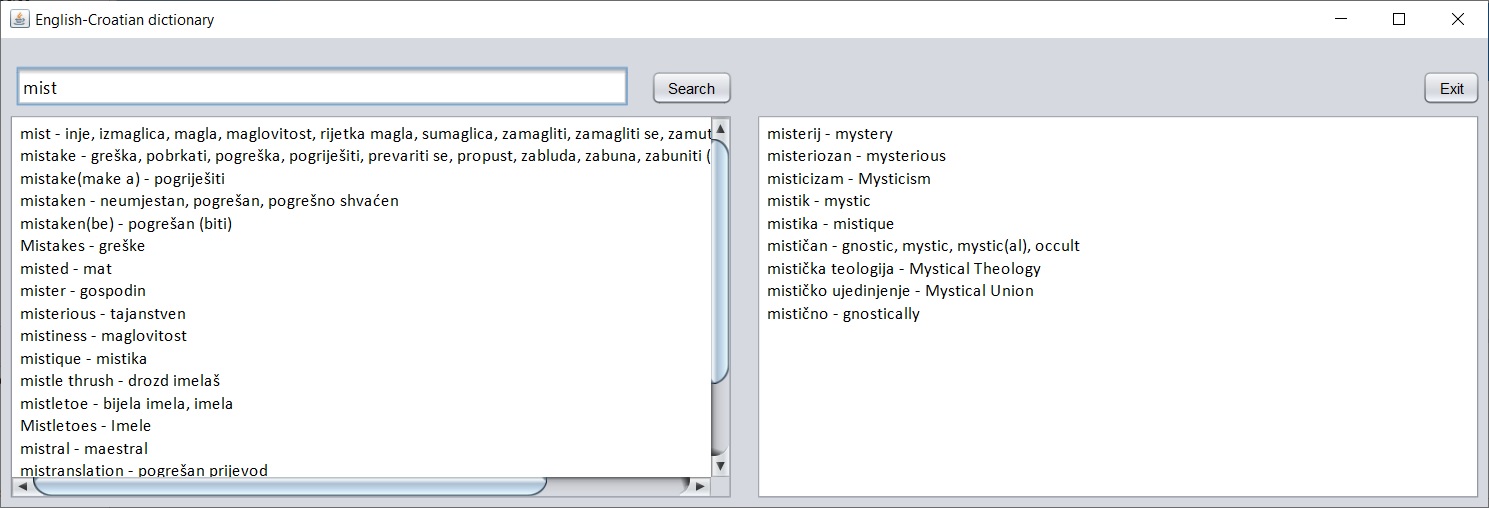 English-Croatian dictionary
mist
Search
Exit
mist - inje, izmaglica, magla, maglovitost, rijetka magla, sumaglica, zamagliti, zamagliti se, zamut
mistake - greška, pobrkati, pogreška, pogriješiti, prevariti se, propust, zabluda, zabuna, zabuniti (
mistake(make a) - pogriješiti
mistaken - neumjestan, pogrešan, pogrešno shvaćen
mistaken(be) - pogrešan (biti)
Mistakes - greške
misted - mat
mister - gospodin
misterious - tajanstven
mistiness - maglovitost
mistique - mistika
mistle thrush - drozd imelaš
mistletoe - bijela imela, imela
Mistletoes - Imele
mistral - maestral
mistranslation - pogrešan prijevod
misterij - mystery
misteriozan - mysterious
misticizam - Mysticism
mistik - mystic
mistika - mistique
mističan - gnostic, mystic, mystic(al), occult
mistička teologija - Mystical Theology
mističko ujedinjenje - Mystical Union
mistično - gnostically